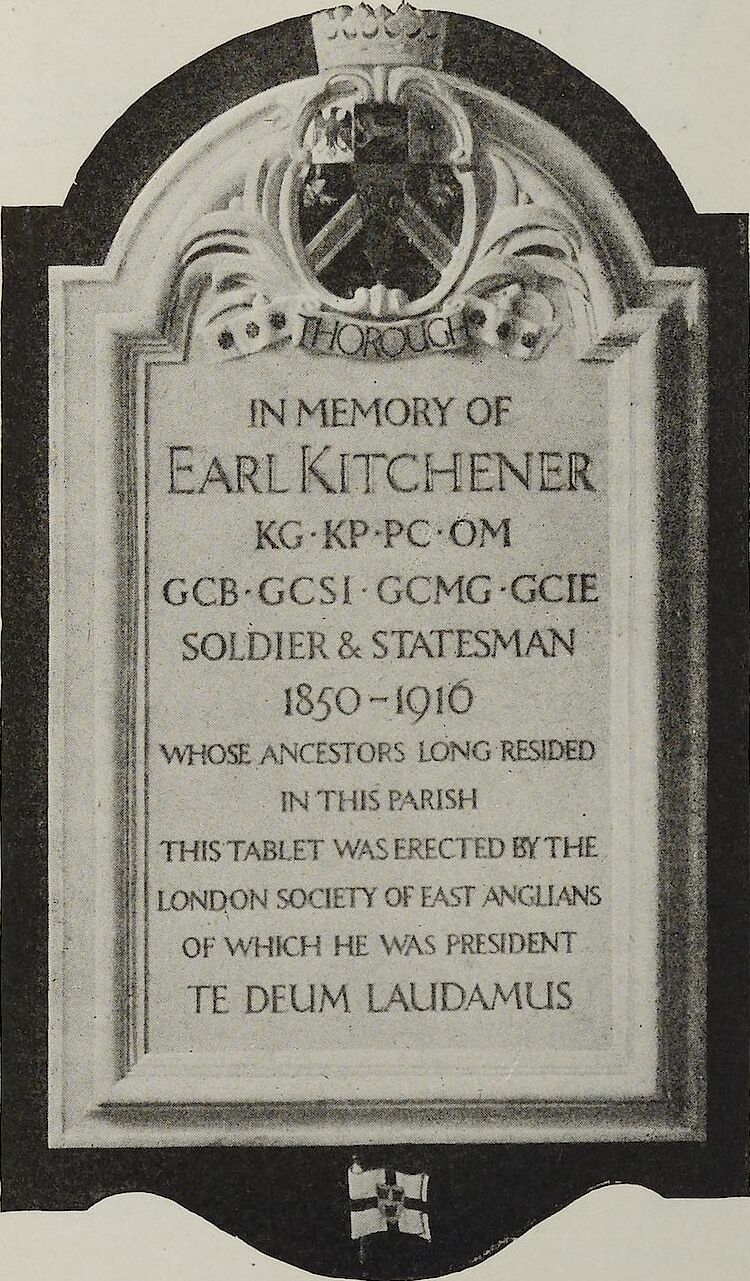 THOROUGH
IN MEMORY OF
EARL KITCHENER
KG·KP·PC·OM
GCB·GCSI·GCMG·GCIE
SOLDIER & STATESMAN
1850-1916
WHOSE ANCESTORS LONG RESIDED
IN THIS PARISH
THIS TABLET WAS ERECTED BY THE
LONDON SOCIETY OF EAST ANGLIANS
OF WHICH HE WAS PRESIDENT
TE DEUM LAUDAMUS